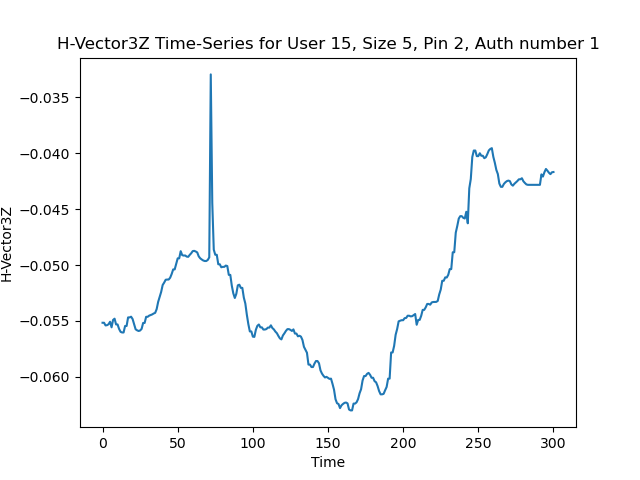 H-Vector3Z Time-Series for User 15, Size 5, Pin 2, Auth number 1
−0.035
−0.040
−0.045
−0.050
−0.055
−0.060
H-Vector3Z
0 50 100 150 200 250 300
Time